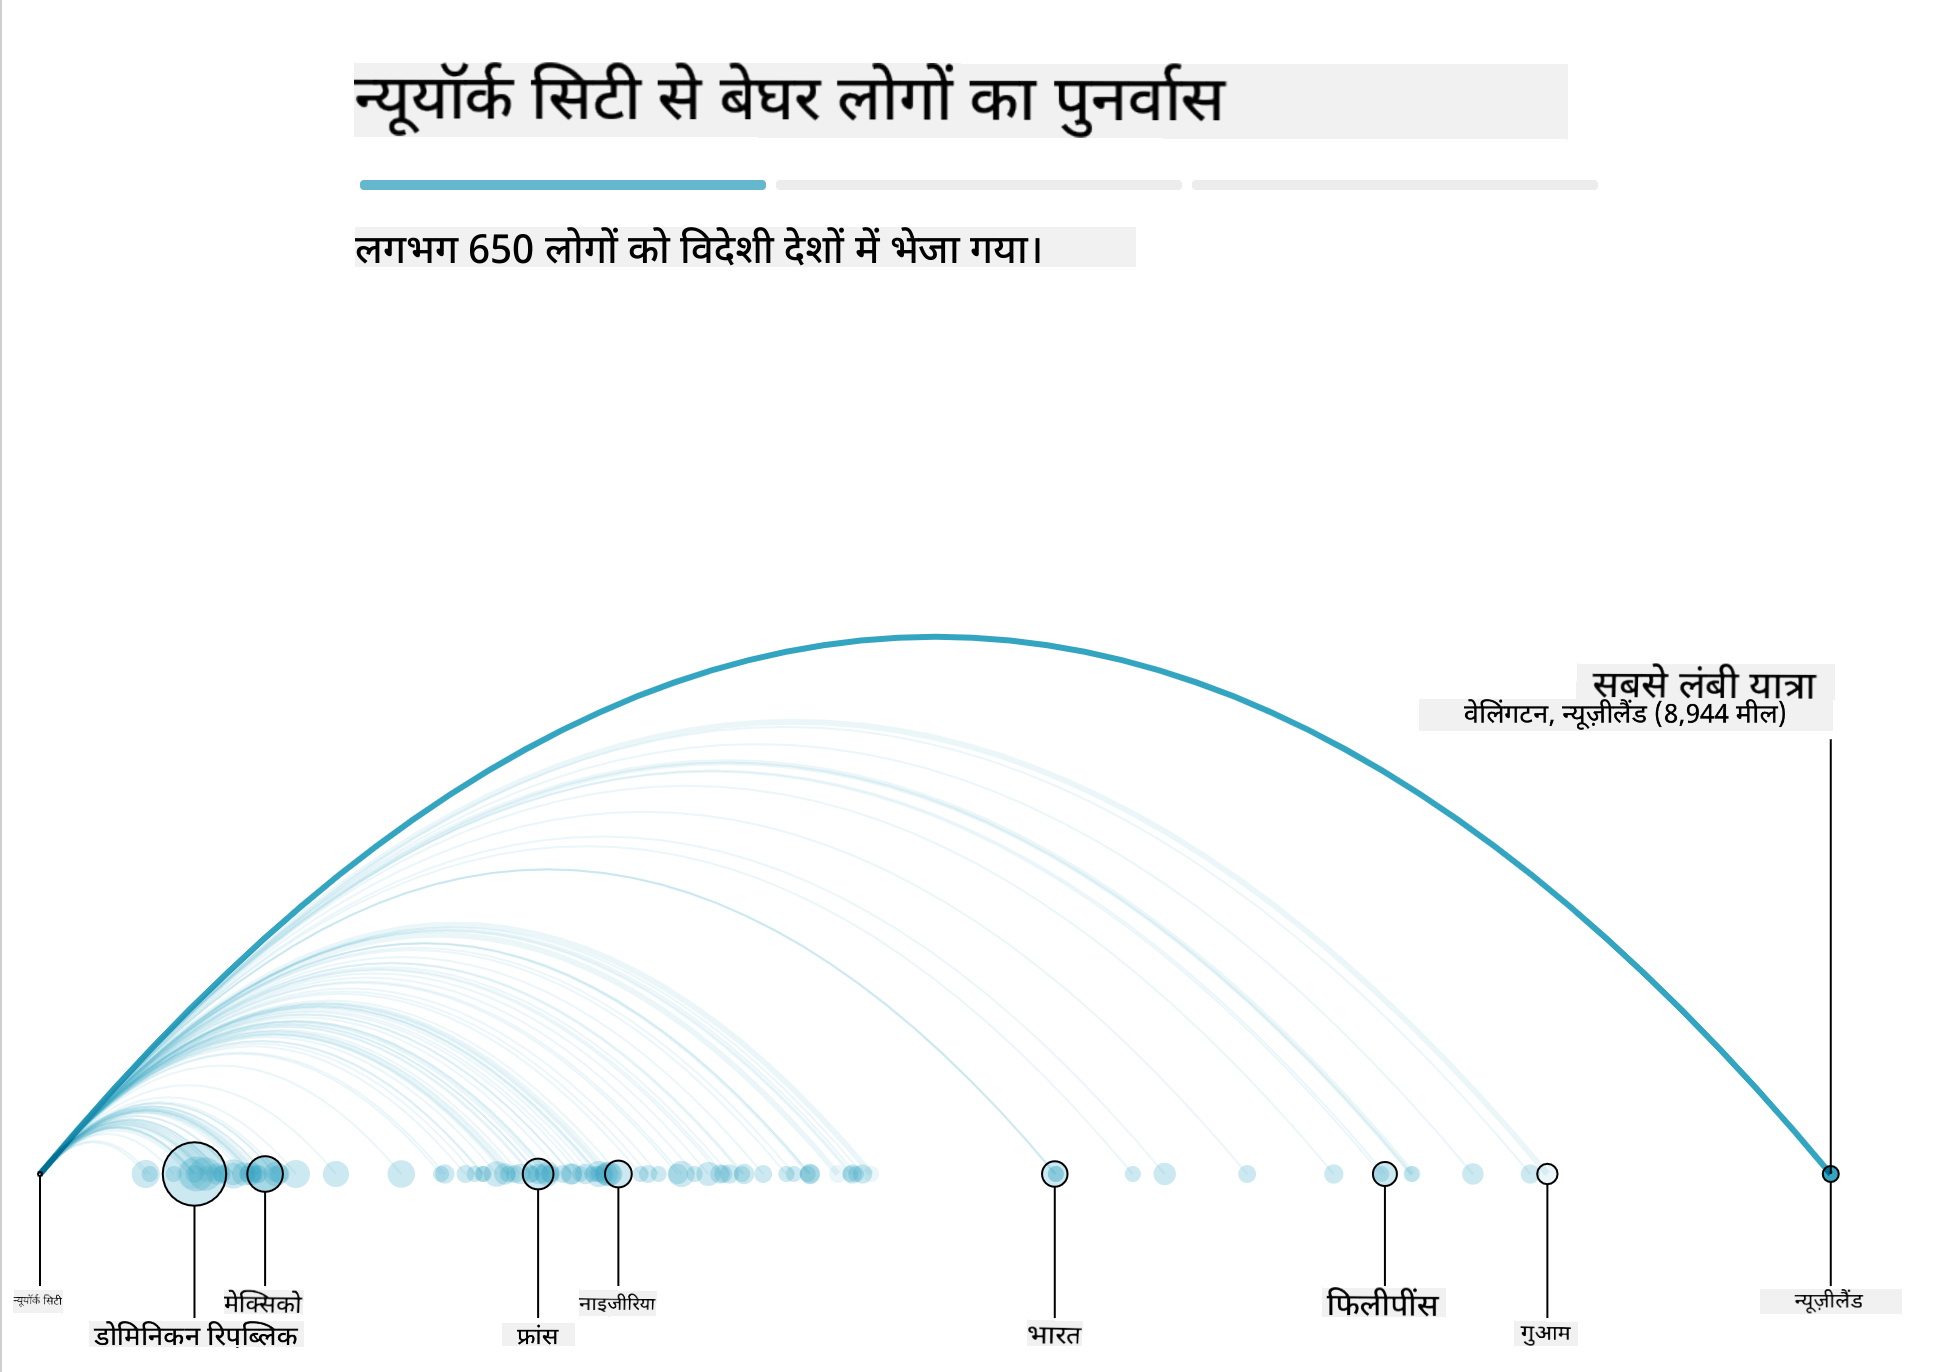 न्यूयॉर्क सिटी से बेघर लोगों का पुनर्वास
लगभग 650 लोगों को विदेशी देशों में भेजा गया।
सबसे लंबी यात्रा
वेलिंगटन, न्यूज़ीलैंड (8,944 मील)
न्यूयॉर्क सिटी
मेक्सिको
डोमिनिकन रिपब्लिक
नाइजीरिया
फ्रांस
भारत
फिलीपींस
गुआम
न्यूज़ीलैंड